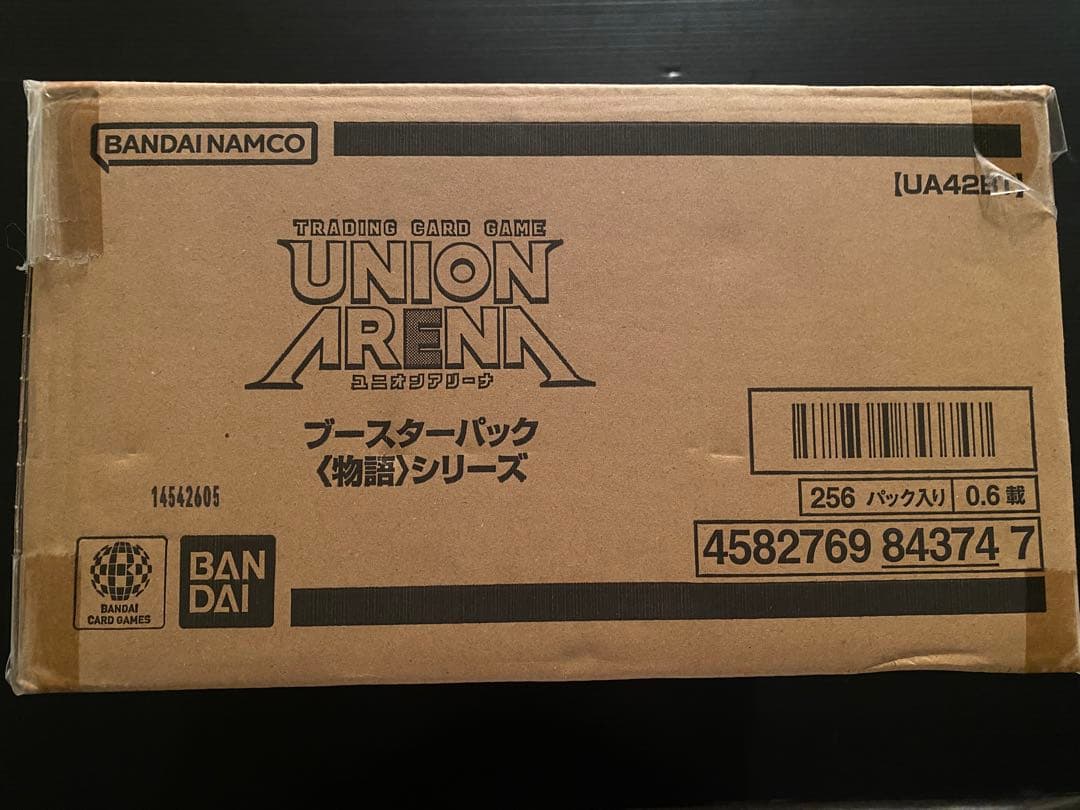 BANDAI NAMCO
【UA42BT】
TRADING CARD GAME
UNION
ARENA
ユニオンアリーナ
ブースターパック
〈物語〉シリーズ
14542605
256 パック入り 0.6 載
4582769 84374 7
BANDAI
CARD GAMES
BAN
DAI